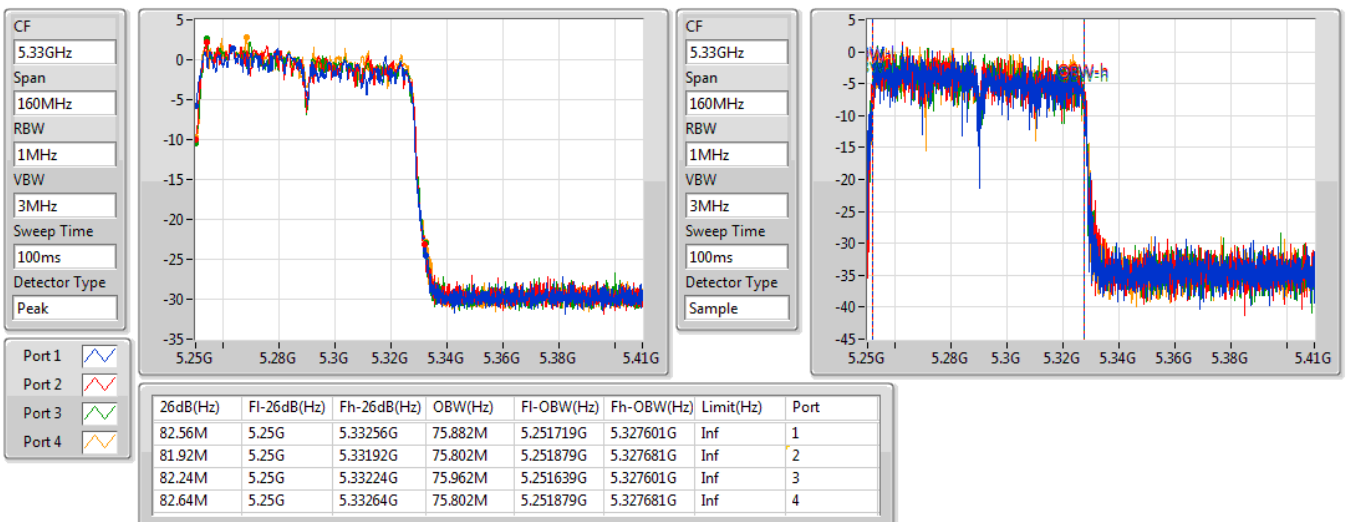 CF
5.33GHz
Span
160MHz
RBW
1MHz
VBW
3MHz
Sweep Time
100ms
Detector Type
Peak
5
0
-5
-10
-15
-20
-25
-30
-35
5.25G 5.28G 5.3G 5.32G 5.34G 5.36G 5.38G 5.41G
CF
5.33GHz
Span
160MHz
RBW
1MHz
VBW
3MHz
Sweep Time
100ms
Detector Type
Sample
5
0
-5
-10
-15
-20
-25
-30
-35
-40
-45
5.25G 5.28G 5.3G 5.32G 5.34G 5.36G 5.38G 5.41G
Port 1
Port 2
Port 3
Port 4
26dB(Hz) Fl-26dB(Hz) Fh-26dB(Hz) OBW(Hz) Fl-OBW(Hz) Fh-OBW(Hz) Limit(Hz) Port
82.56M 5.25G 5.33256G 75.882M 5.251719G 5.327601G Inf 1
81.92M 5.25G 5.33192G 75.802M 5.251879G 5.327681G Inf 2
82.24M 5.25G 5.33224G 75.962M 5.251639G 5.327601G Inf 3
82.64M 5.25G 5.33264G 75.802M 5.251879G 5.327681G Inf 4